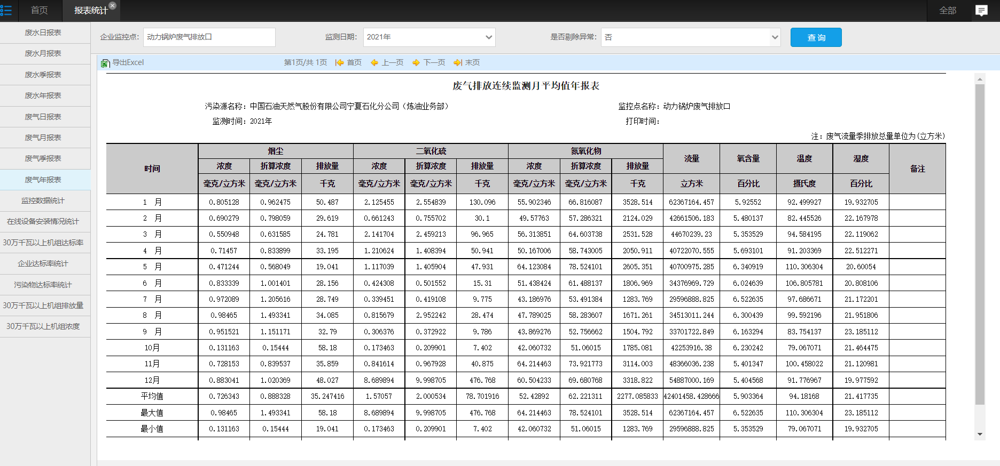 首页 报表统计 全部
废水日报表
废水月报表
废水季报表
废水年报表
废气日报表
废气月报表
废气季报表
废气年报表
监控数据统计
在线设备安装情况统计
30万千瓦以上机组达标率
企业达标率统计
污染物达标率统计
30万千瓦以上机组排放量
30万千瓦以上机组浓度
企业监控点: 动力锅炉废气排放口 监测日期: 2021年 是否剔除异常: 否 查询
导出Excel 第1页/共 1页 首页 上一页 下一页 末页
废气排放连续监测月平均值年报表
污染源名称：中国石油天然气股份有限公司宁夏石化分公司（炼油业务部） 监控点名称：动力锅炉废气排放口
监测时间：2021年 打印时间：
注：废气流量季排放总量单位为(立方米)
时间 烟尘 二氧化硫 氮氧化物 流量 氧含量 温度 湿度 备注
浓度 折算浓度 排放量 浓度 折算浓度 排放量 浓度 折算浓度 排放量
毫克/立方米 毫克/立方米 千克 毫克/立方米 毫克/立方米 千克 毫克/立方米 毫克/立方米 千克 立方米 百分比 摄氏度 百分比
1 月 0.805128 0.962475 50.487 2.125455 2.554839 130.096 55.902346 66.816087 3528.514 62367164.457 5.92552 92.499927 19.932705
2 月 0.690279 0.798059 29.619 0.661243 0.755702 30.1 49.57763 57.286321 2124.029 42661506.183 5.480137 82.445526 22.167978
3 月 0.550948 0.631585 24.781 2.141704 2.459213 96.965 56.313851 64.603738 2531.528 44670239.23 5.353529 94.584195 22.119062
4 月 0.71457 0.833899 33.195 1.210624 1.408394 50.941 50.167006 58.743005 2050.911 40722070.555 5.693101 91.203369 22.512271
5 月 0.471244 0.568049 19.041 1.117039 1.405904 47.931 64.123084 78.524101 2605.351 40700975.285 6.340919 110.306304 20.60054
6 月 0.833339 1.001401 28.156 0.424308 0.501552 15.31 51.438424 61.488137 1806.969 34376969.729 6.024639 106.805781 20.808106
7 月 0.972089 1.205616 28.749 0.339451 0.419108 9.775 43.186976 53.491384 1283.769 29596888.825 6.522635 97.686671 21.172201
8 月 0.98465 1.493341 34.085 0.815679 2.952242 28.474 47.789025 58.283607 1671.261 34513011.244 6.300439 99.592196 21.951806
9 月 0.951521 1.151171 32.79 0.306376 0.372922 9.786 43.869276 52.756662 1504.792 33701722.849 6.163294 83.754137 23.185112
10月 0.131163 0.15444 58.18 0.173463 0.209901 7.402 42.060732 51.06015 1785.081 42253916.38 6.230242 79.067071 21.464475
11月 0.728153 0.839537 35.859 0.841614 0.967928 40.875 64.214463 73.921773 3114.003 48366036.238 5.401347 100.458022 21.120981
12月 0.883041 1.020369 48.027 8.689894 9.998705 476.768 60.504233 69.680768 3318.822 54887000.169 5.404568 91.776967 19.977592
平均值 0.726343 0.888328 35.247416 1.57057 2.000534 78.701916 52.42892 62.221311 2277.085833 42401458.428666 5.903364 94.18168 21.417735
最大值 0.98465 1.493341 58.18 8.689894 9.998705 476.768 64.214463 78.524101 3528.514 62367164.457 6.522635 110.306304 23.185112
最小值 0.131163 0.15444 19.041 0.173463 0.209901 7.402 42.060732 51.06015 1283.769 29596888.825 5.353529 79.067071 19.932705